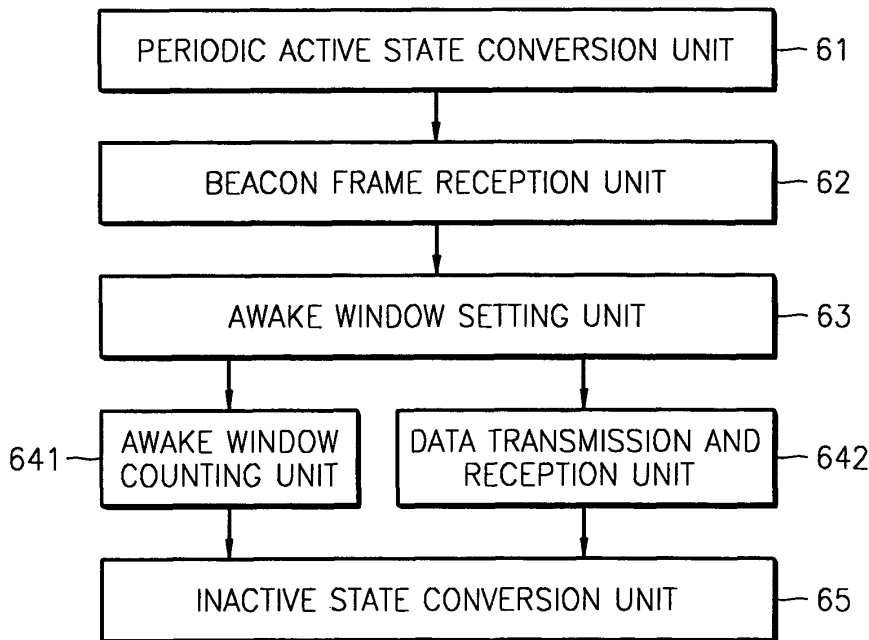 PERIODIC ACTIVE STATE CONVERSION UNIT 61
BEACON FRAME RECEPTION UNIT 62
AWAKE WINDOW SETTING UNIT 63
641 AWAKE WINDOW
COUNTING UNIT
DATA TRANSMISSION AND
RECEPTION UNIT 642
INACTIVE STATE CONVERSION UNIT 65